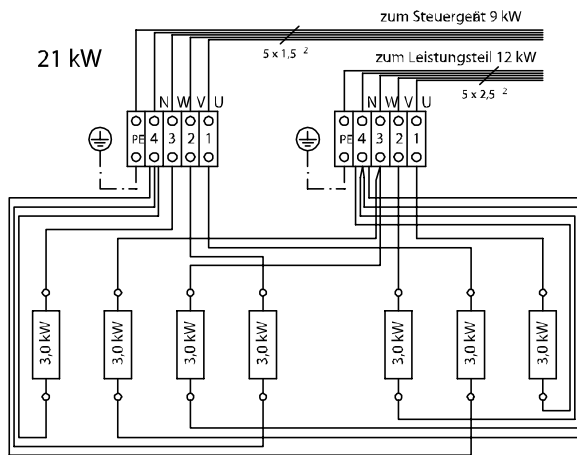 zum Steuergerät 9 kW
21 kW
5 x 1,5 2
zum Leistungsteil 12 kW
5 x 2,5 2
N W V U
N W V U
PE 4 3 2 1
PE 4 3 2 1
3,0 kW
3,0 kW
3,0 kW
3,0 kW
3,0 kW
3,0 kW
3,0 kW